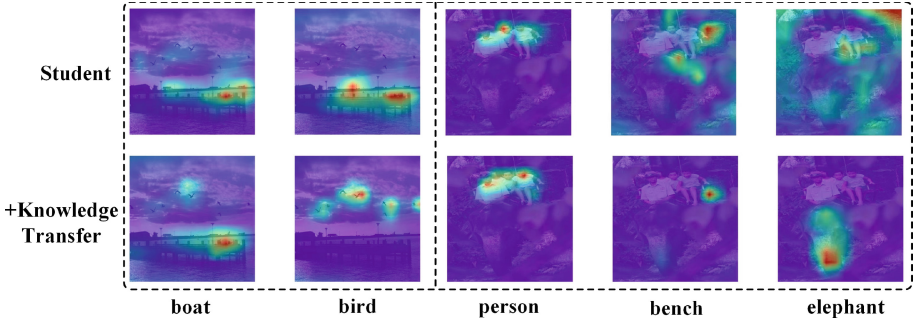 Student
+Knowledge
Transfer
boat bird person bench elephant